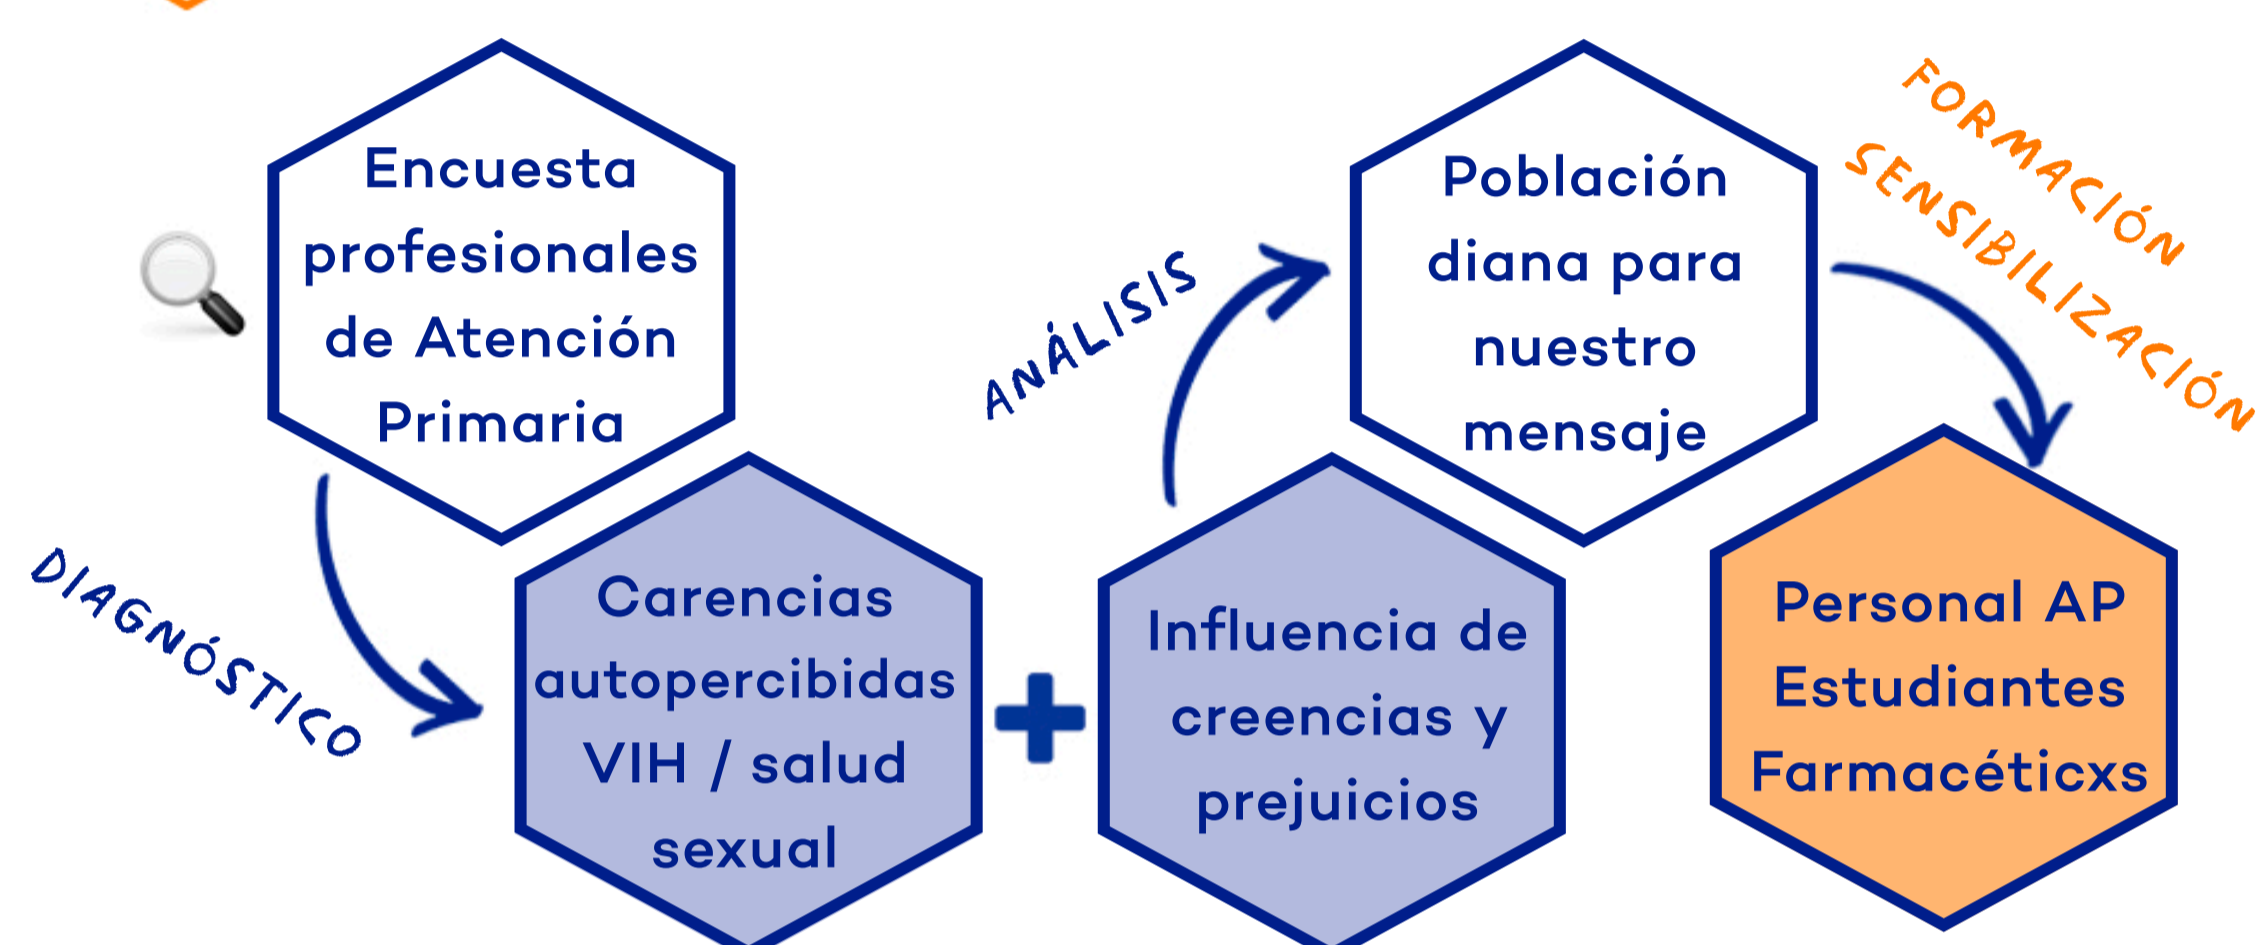 Encuesta
profesionales
de Atención
Primaria
DIAGNÓSTICO
Carencias
autopercibidas
VIH / salud
sexual
+
Influencia de
creencias y
prejuicios
ANÁLISIS
Población
diana para
nuestro
mensaje
FORMACIÓN
SENSIBILIZACIÓN
Personal AP
Estudiantes
Farmacéticxs